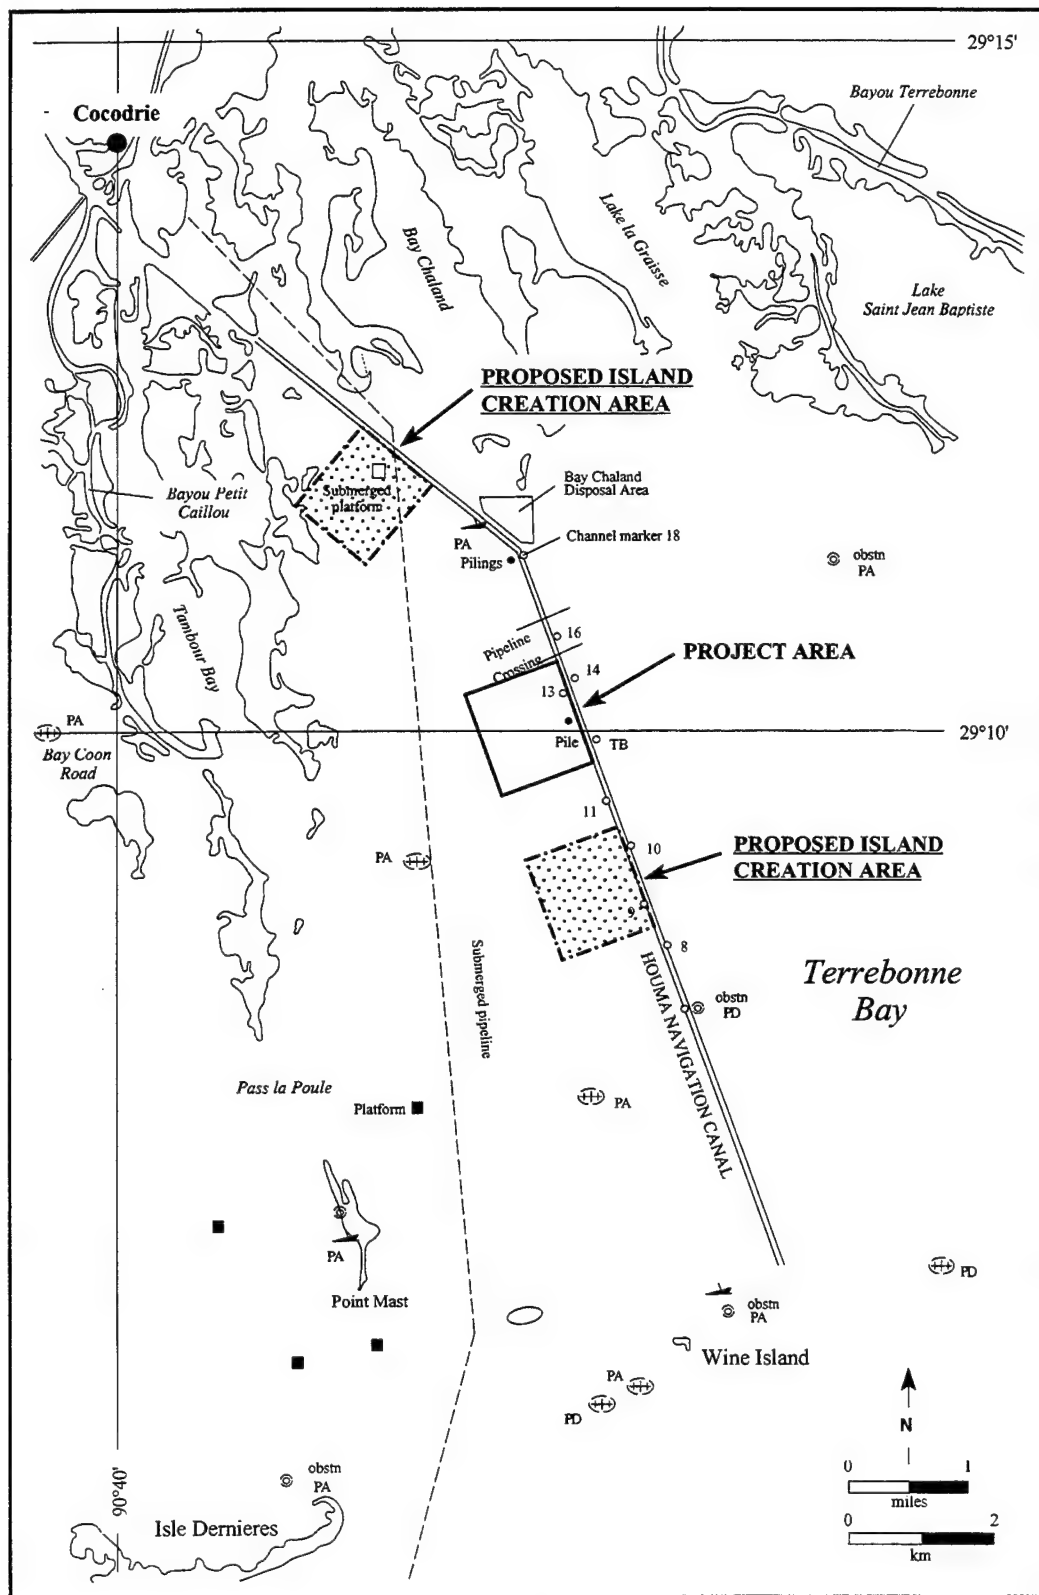 29°15'
Bayou Terrebonne
Cocodrie
Bay Chaland
Lake la Graisse
Lake
Saint Jean Baptiste
PROPOSED ISLAND
CREATION AREA
Bayou Petit
Caillou
Submerged
platform
Bay Chaland
Disposal Area
PA
Pilings
Channel marker 18
obstn
PA
Tambour Bay
Pipeline
Crossing
16
14
13
PROJECT AREA
PA
Bay Coon
Road
Pile
TB
29°10'
11
10
PROPOSED ISLAND
CREATION AREA
PA
9
8
Submerged pipeline
HOUMA NAVIGATION CANAL
Terrebonne
Bay
obstn
PD
Pass la Poule
Platform
PA
PA
Point Mast
PD
obstn
PA
Wine Island
PA
PD
N
90°40'
obstn
PA
Isle Dernieres
0 1
miles
0 2
km